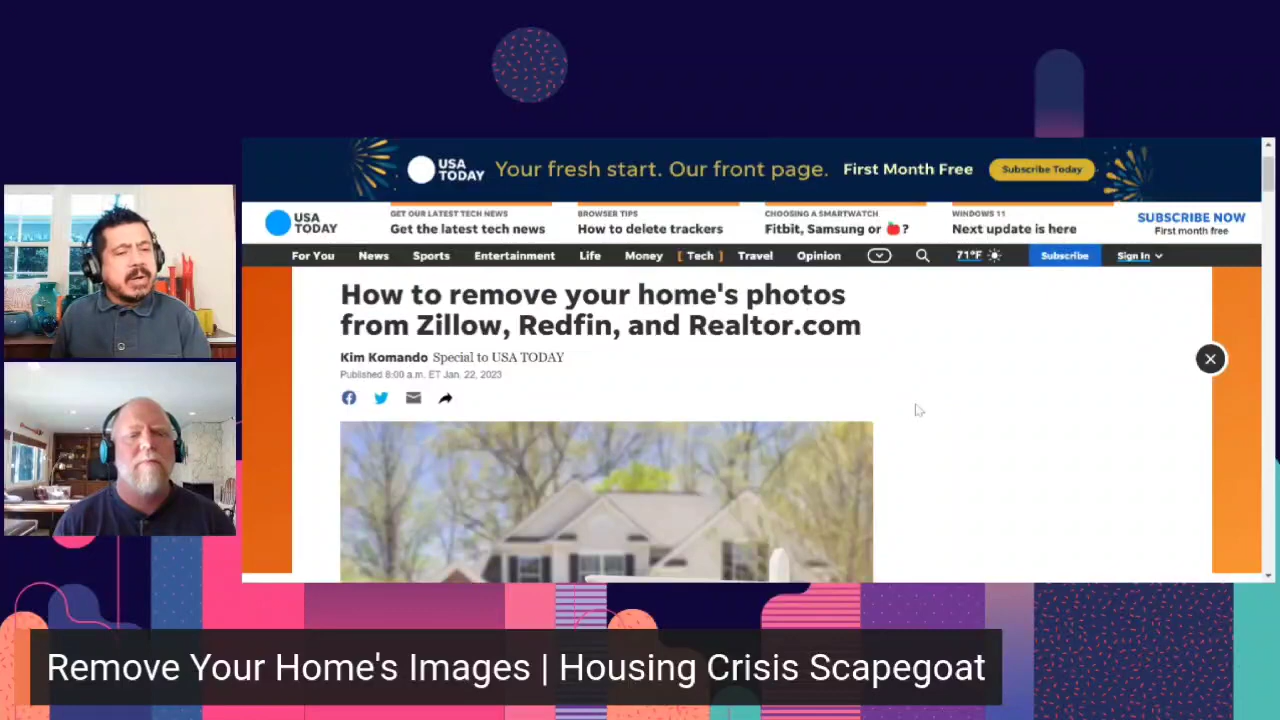 USA
TODAY
Your fresh start. Our front page.
First Month Free
Subscribe Today
USA
TODAY
GET OUR LATEST TECH NEWS
Get the latest tech news
BROWSER TIPS
How to delete trackers
CHOOSING A SMARTWATCH
Fitbit, Samsung or 🍎?
WINDOWS 11
Next update is here
SUBSCRIBE NOW
First month free
For You News Sports Entertainment Life Money [ Tech ] Travel Opinion 71°F Subscribe Sign In
How to remove your home's photos
from Zillow, Redfin, and Realtor.com
Kim Komando Special to USA TODAY
Published 8:00 a.m. ET Jan. 22, 2023
Remove Your Home's Images | Housing Crisis Scapegoat